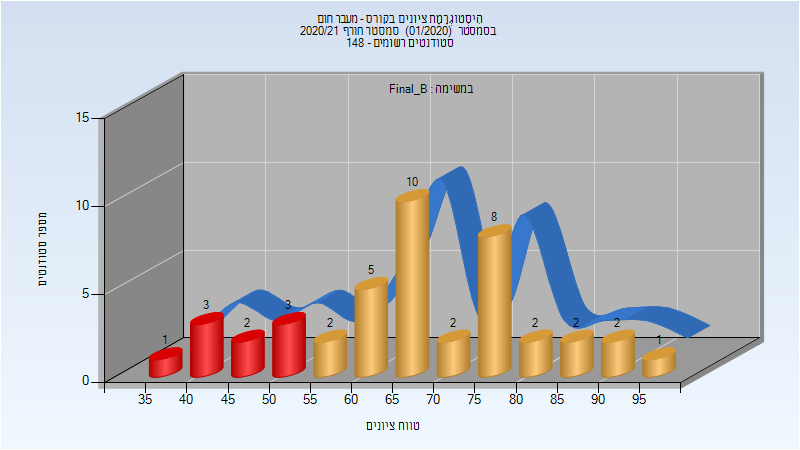 היסטוגרמת ציונים בקורס - מעבר חום
בסמסטר (01/2020) סמסטר חורף 2020/21
סטודנטים רשומים - 148
במשימה : Final_B
15
10
5
0
מספר סטודנטים
1
3
2
3
2
5
10
2
8
2
2
2
1
35 40 45 50 55 60 65 70 75 80 85 90 95
טווח ציונים